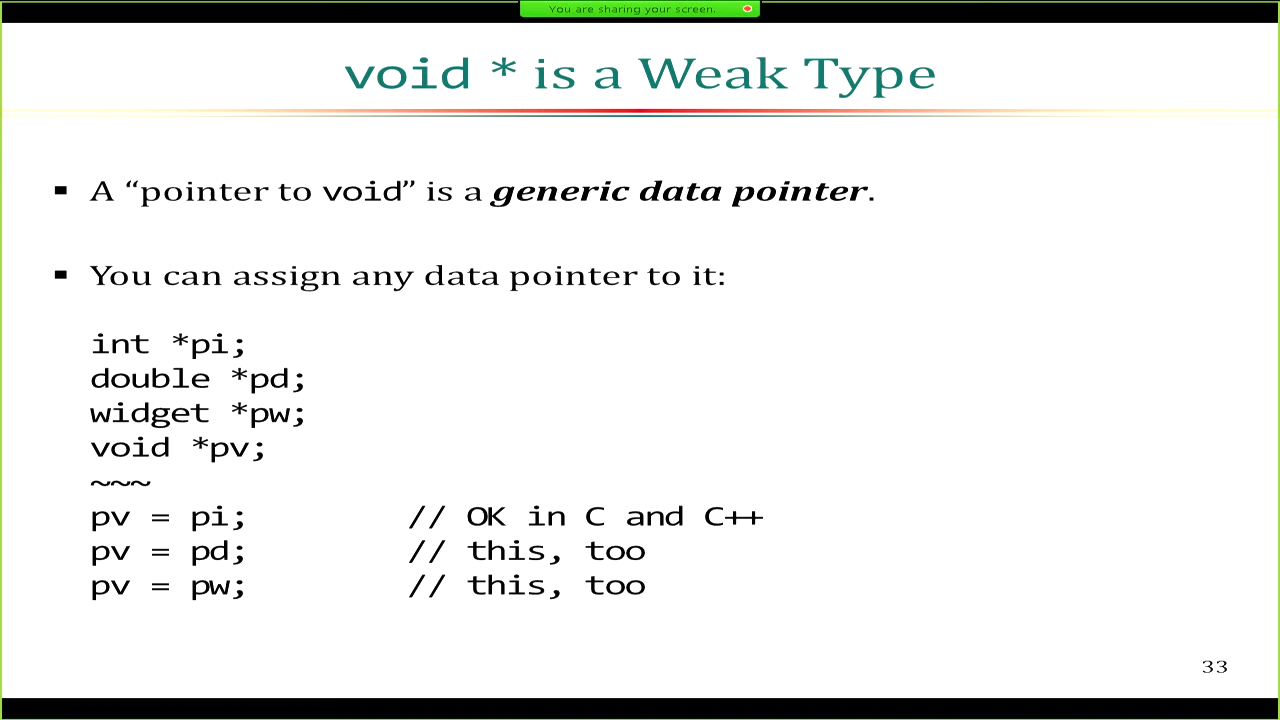 You are sharing your screen.
void * is a Weak Type
▪ A “pointer to void” is a generic data pointer.
▪ You can assign any data pointer to it:
int *pi;
double *pd;
widget *pw;
void *pv;
~~~
pv = pi; // OK in C and C++
pv = pd; // this, too
pv = pw; // this, too
33